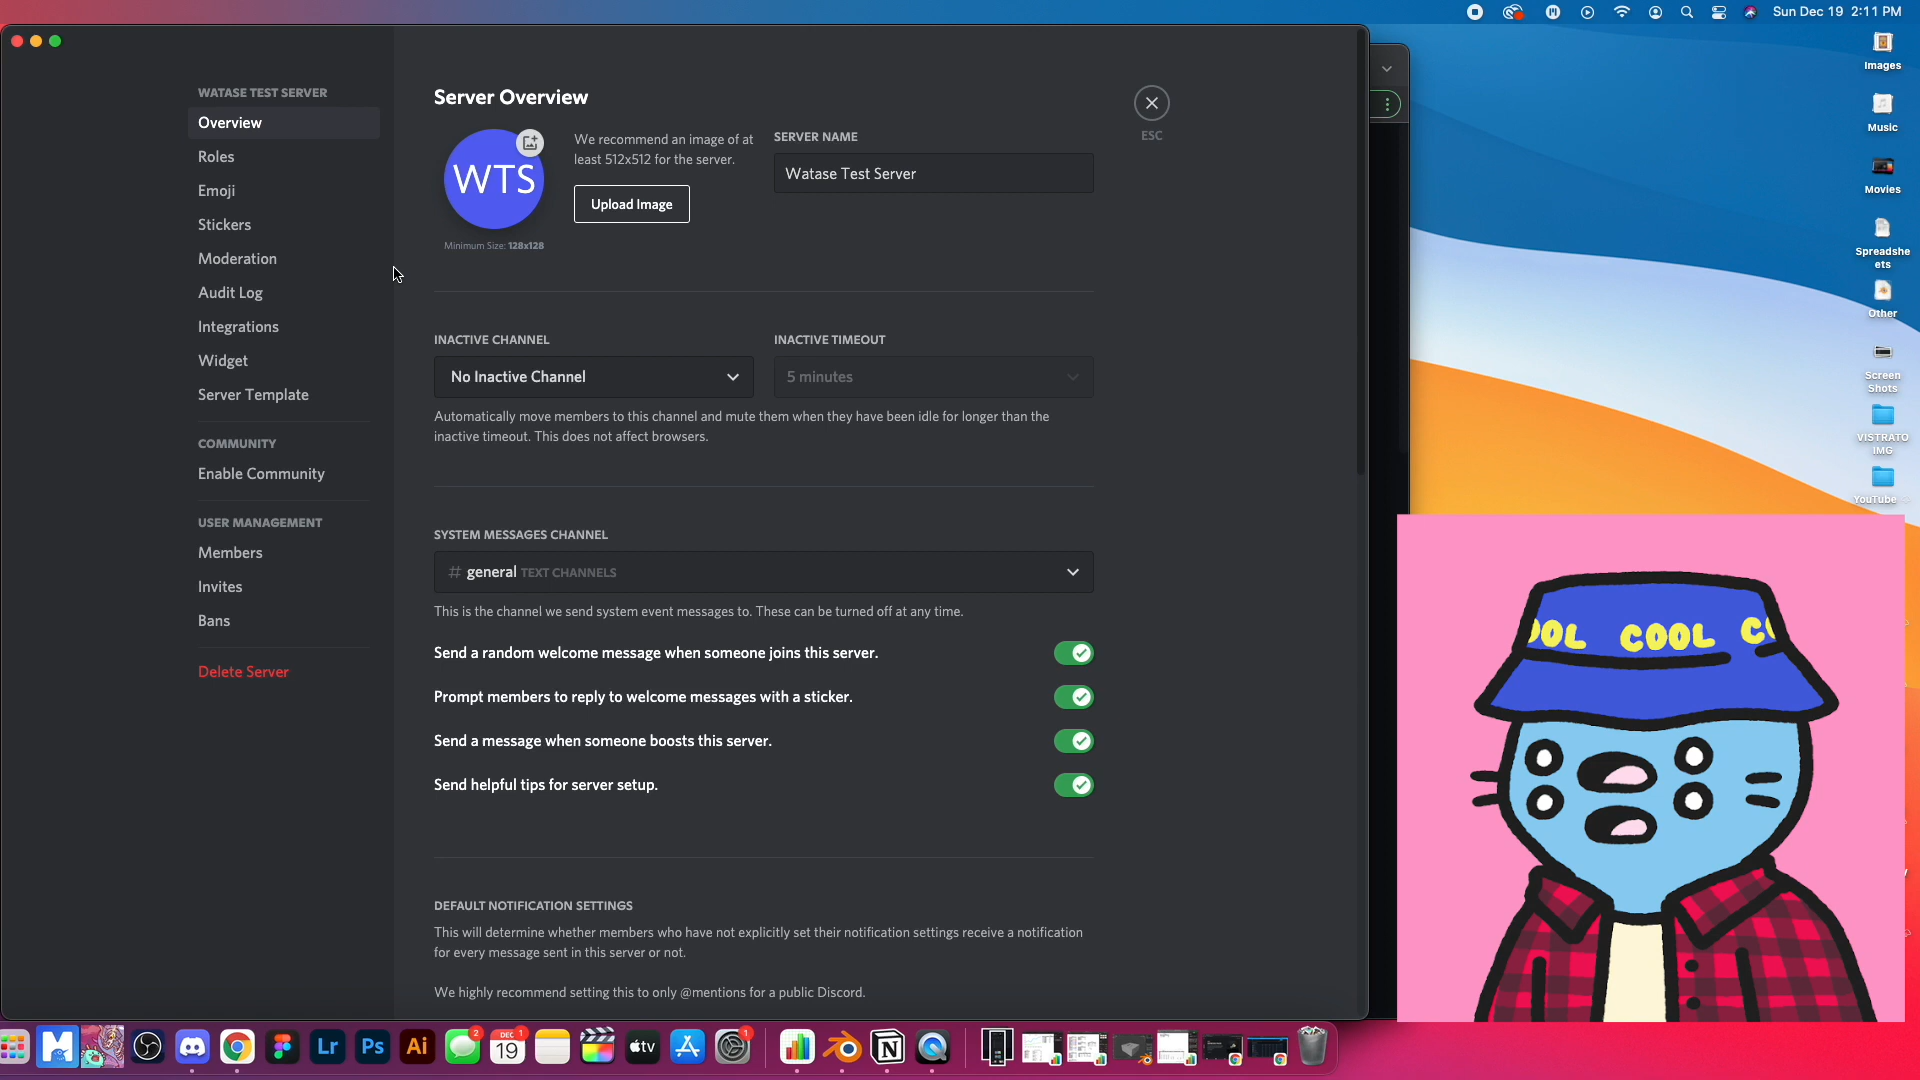 Sun Dec 19 2:11 PM
WATASE TEST SERVER
Overview
Roles
Emoji
Stickers
Moderation
Audit Log
Integrations
Widget
Server Template
COMMUNITY
Enable Community
USER MANAGEMENT
Members
Invites
Bans
Delete Server
Server Overview
WTS
Minimum Size: 128x128
We recommend an image of at
least 512x512 for the server.
Upload Image
SERVER NAME
Watase Test Server
ESC
INACTIVE CHANNEL
No Inactive Channel
INACTIVE TIMEOUT
5 minutes
Automatically move members to this channel and mute them when they have been idle for longer than the
inactive timeout. This does not affect browsers.
SYSTEM MESSAGES CHANNEL
# general TEXT CHANNELS
This is the channel we send system event messages to. These can be turned off at any time.
Send a random welcome message when someone joins this server.
Prompt members to reply to welcome messages with a sticker.
Send a message when someone boosts this server.
Send helpful tips for server setup.
DEFAULT NOTIFICATION SETTINGS
This will determine whether members who have not explicitly set their notification settings receive a notification
for every message sent in this server or not.
We highly recommend setting this to only @mentions for a public Discord.
Images
Music
Movies
Spreadshe
ets
Other
Screen
Shots
VISTRATO
IMG
YouTube
OOL COOL CO
M
Lr
Ps
Ai
2
DEC 1
19
tv
1
N